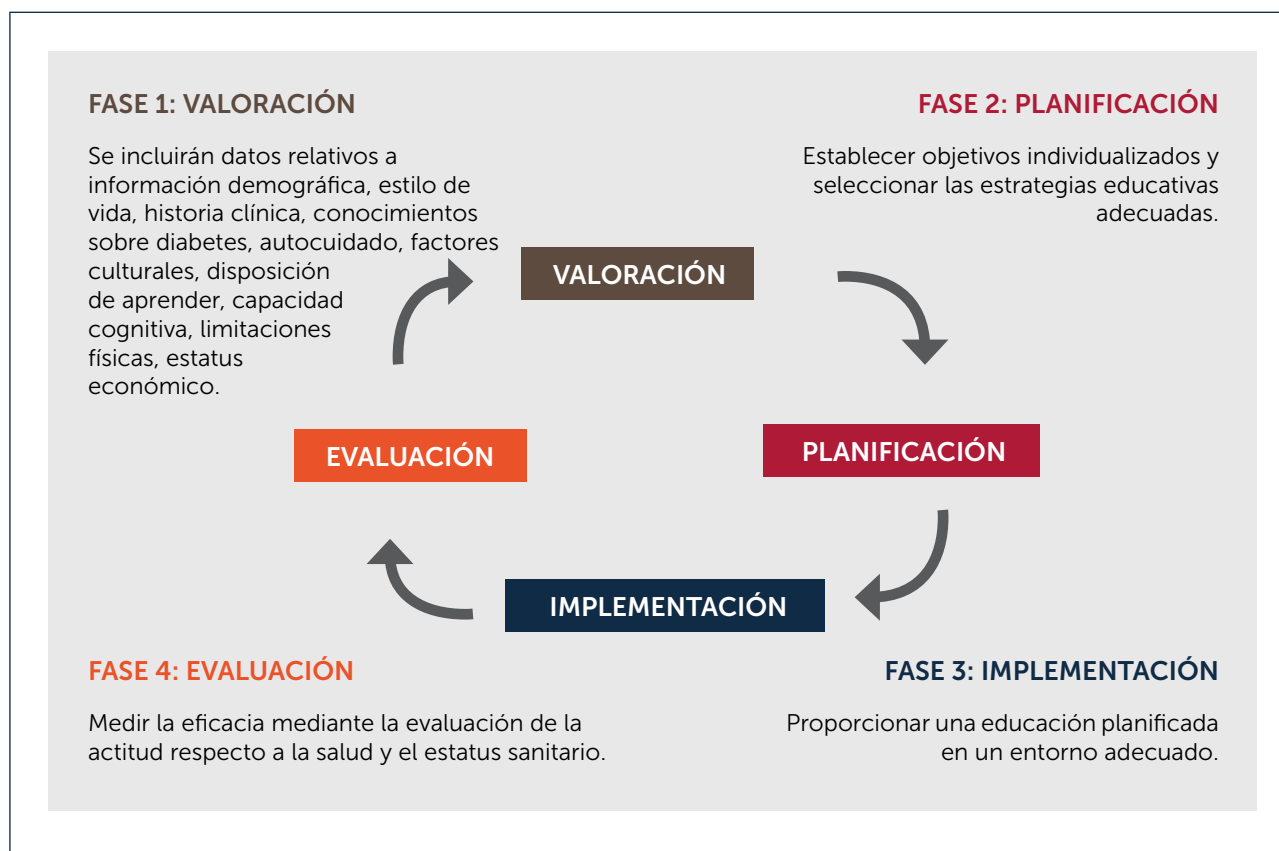 FASE 1: VALORACIÓN
Se incluirán datos relativos a
información demográfica, estilo de
vida, historia clínica, conocimientos
sobre diabetes, autocuidado, factores
culturales, disposición
de aprender, capacidad
cognitiva, limitaciones
físicas, estatus
económico.
FASE 2: PLANIFICACIÓN
Establecer objetivos individualizados y
seleccionar las estrategias educativas
adecuadas.
VALORACIÓN
EVALUACIÓN
PLANIFICACIÓN
IMPLEMENTACIÓN
FASE 4: EVALUACIÓN
Medir la eficacia mediante la evaluación de la
actitud respecto a la salud y el estatus sanitario.
FASE 3: IMPLEMENTACIÓN
Proporcionar una educación planificada
en un entorno adecuado.